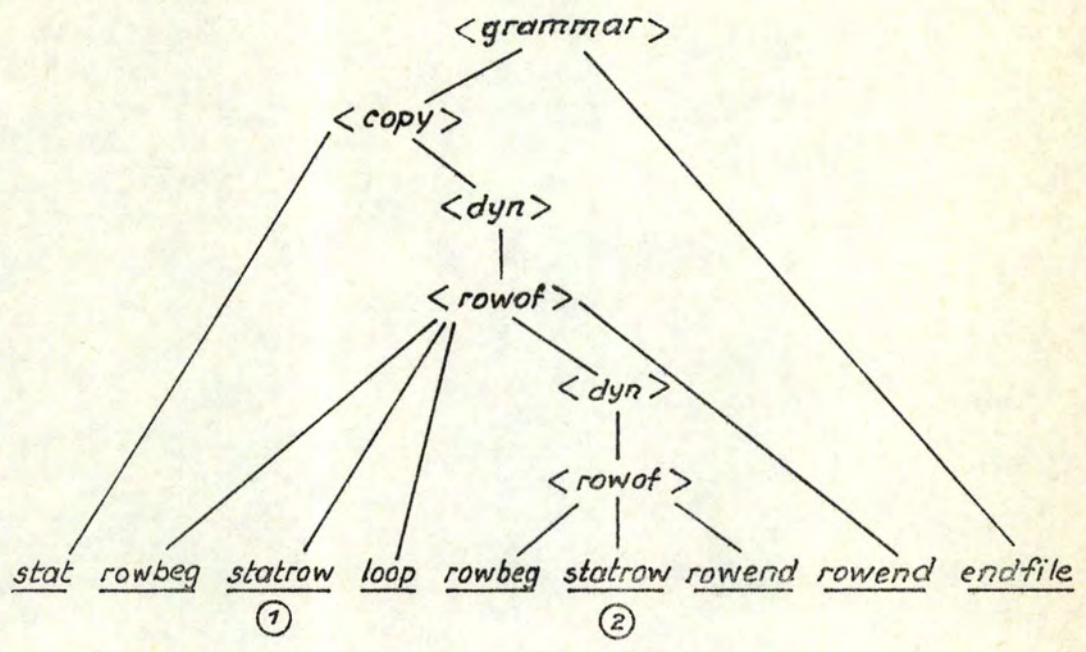 <grammar>
<copy>
<dyn>
<rowof>
<dyn>
<rowof>
stat rowbeg statrow loop rowbeg statrow rowend rowend endfile
1 2